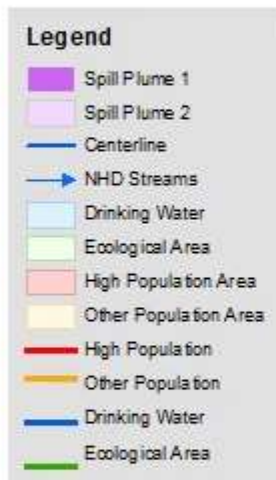 Legend
Spill Plume 1
Spill Plume 2
Centerline
NHD Streams
Drinking Water
Ecological Area
High Population Area
Other Population Area
High Population
Other Population
Drinking Water
Ecological Area